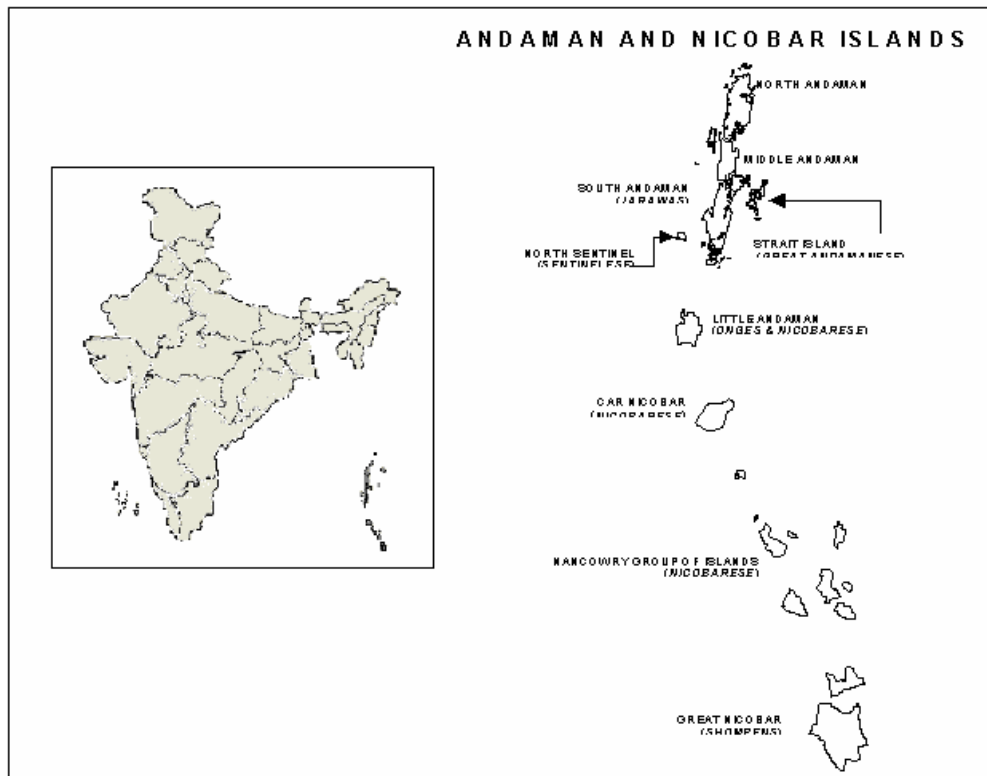 ANDAMAN AND NICOBAR ISLANDS
NORTH ANDAMAN
MIDDLE ANDAMAN
SOUTH ANDAMAN
(JARAWAS)
STRAIT ISLAND
(GREAT ANDAMANESE)
NORTH SENTINEL
(SENTINELESE)
LITTLE ANDAMAN
(ONGES & NICOBARESE)
CAR NICOBAR
(NICOBARESE)
NANCOWRY GROUP OF ISLANDS
(NICOBARESE)
GREAT NICOBAR
(SHOMPENS)